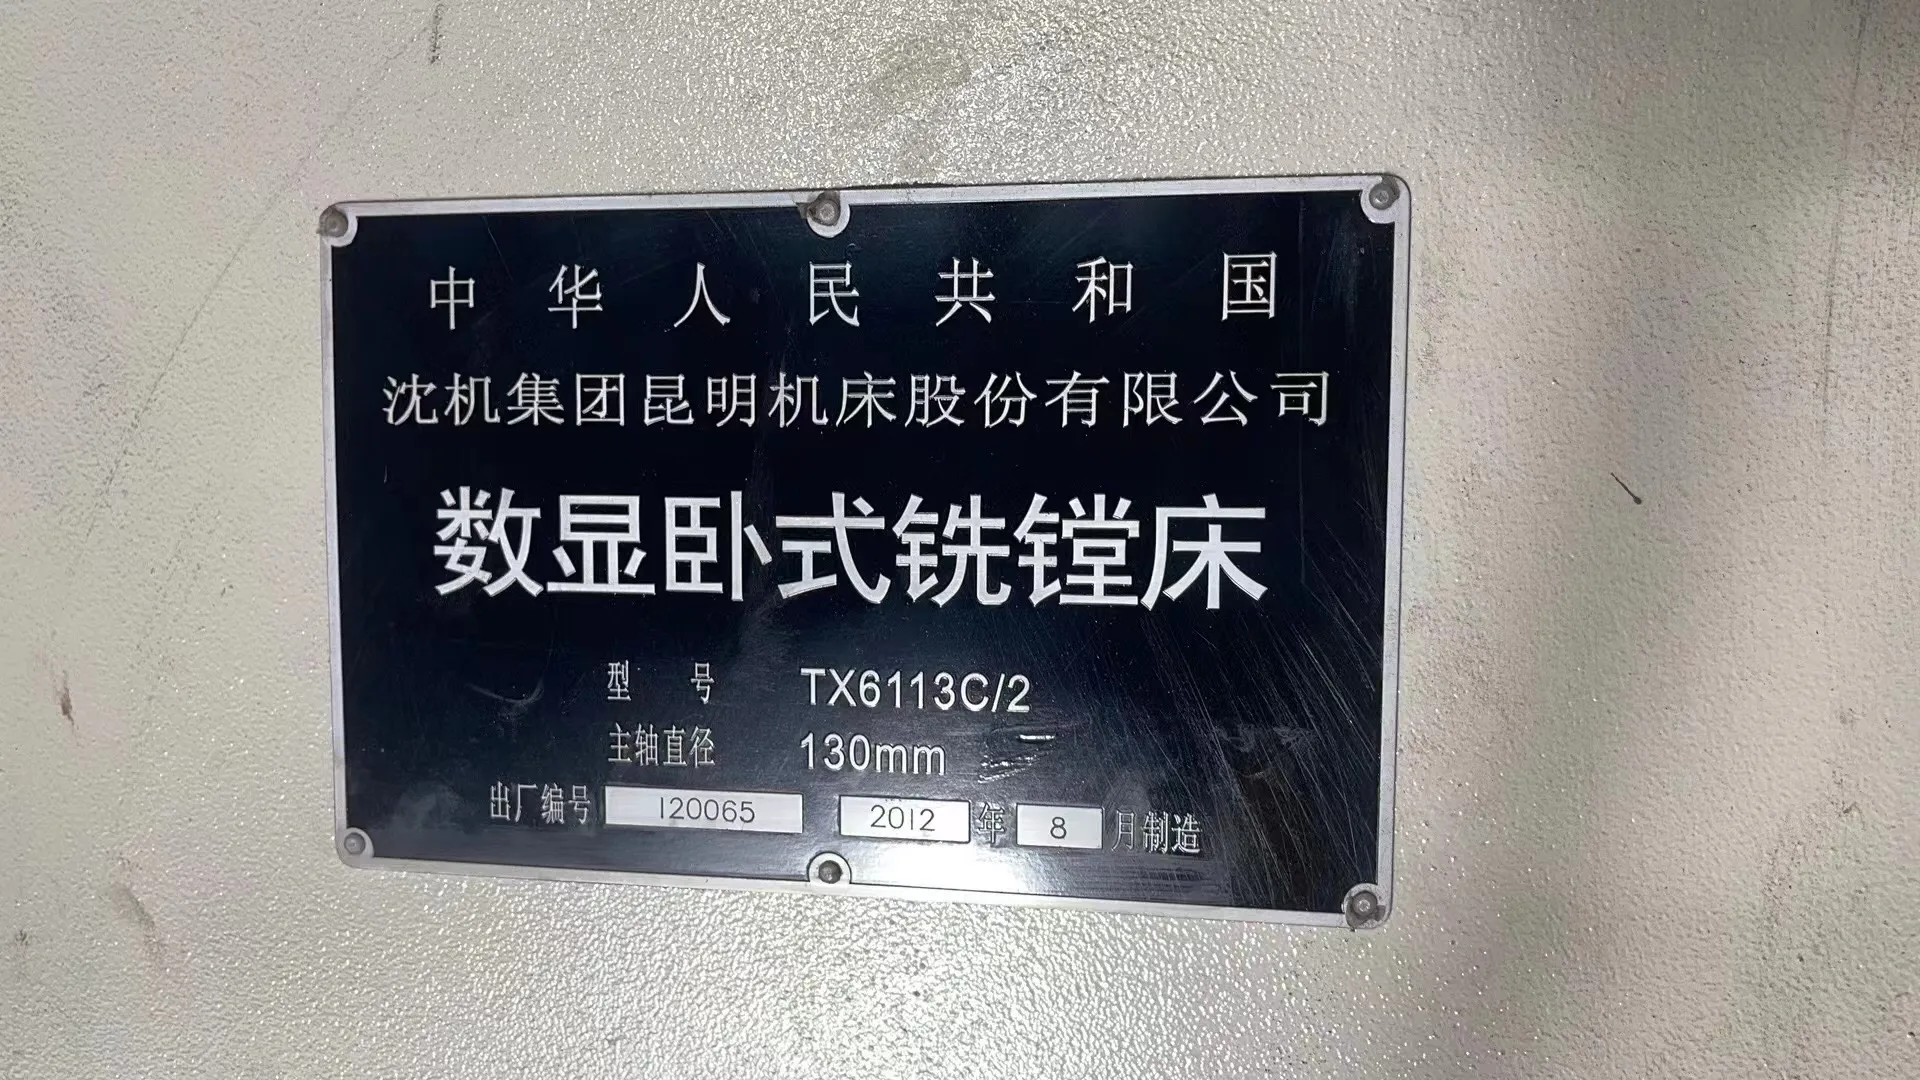 中华人民共和国
沈机集团昆明机床股份有限公司
数显卧式铣镗床
型 号 TX6113C/2
主轴直径 130mm
出厂编号 120065 2012 年 8 月制造